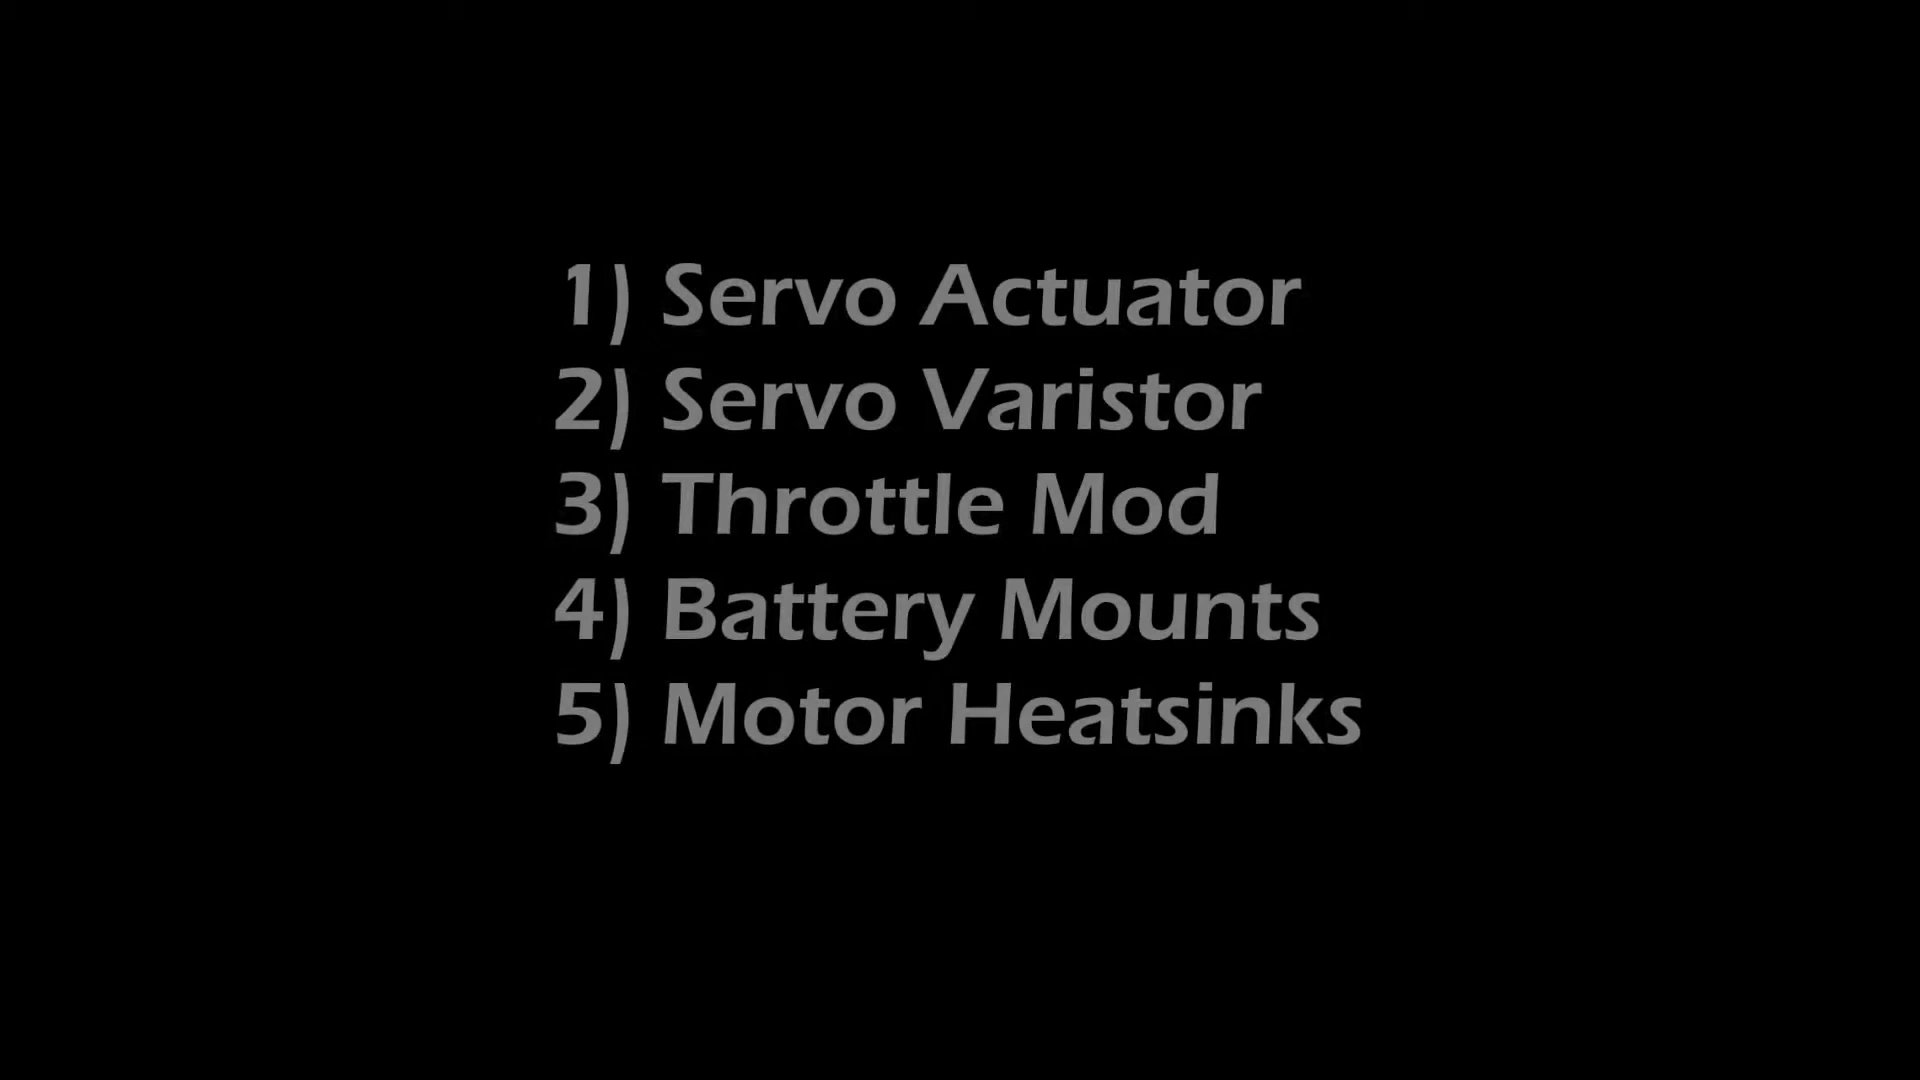 1) Servo Actuator
2) Servo Varistor
3) Throttle Mod
4) Battery Mounts
5) Motor Heatsinks